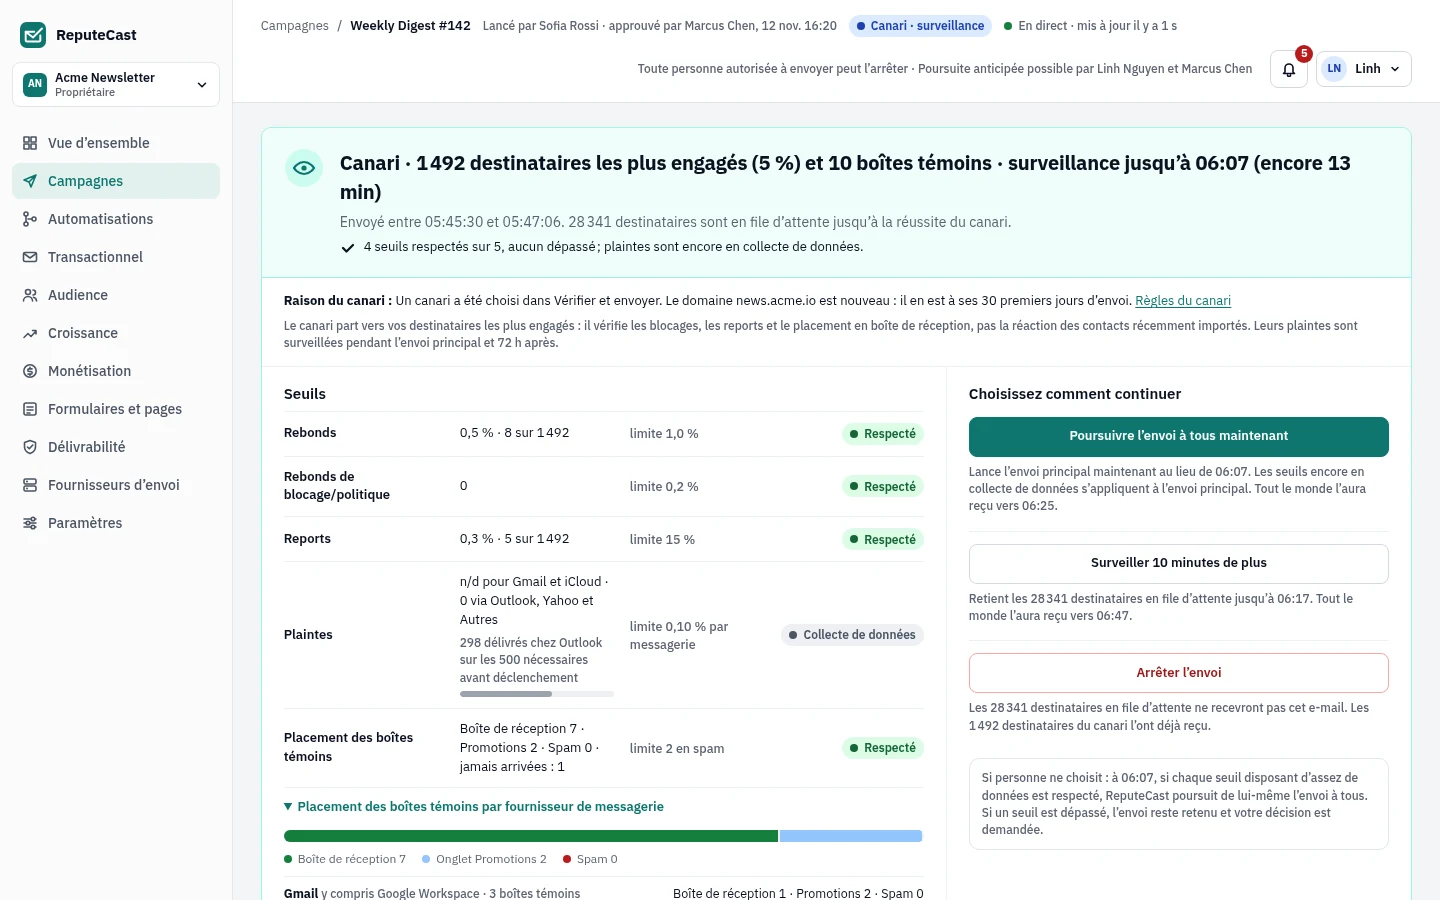 ReputeCast
AN
Acme Newsletter
Propriétaire
Vue d’ensemble
Campagnes
Automatisations
Transactionnel
Audience
Croissance
Monétisation
Formulaires et pages
Délivrabilité
Fournisseurs d’envoi
Paramètres
Campagnes / Weekly Digest #142 Lancé par Sofia Rossi · approuvé par Marcus Chen, 12 nov. 16:20 Canari · surveillance En direct · mis à jour il y a 1 s
Toute personne autorisée à envoyer peut l’arrêter · Poursuite anticipée possible par Linh Nguyen et Marcus Chen
5
LN Linh
Canari · 1 492 destinataires les plus engagés (5 %) et 10 boîtes témoins · surveillance jusqu’à 06:07 (encore 13
min)
Envoyé entre 05:45:30 et 05:47:06. 28 341 destinataires sont en file d’attente jusqu’à la réussite du canari.
4 seuils respectés sur 5, aucun dépassé ; plaintes sont encore en collecte de données.
Raison du canari : Un canari a été choisi dans Vérifier et envoyer. Le domaine news.acme.io est nouveau : il en est à ses 30 premiers jours d’envoi. Règles du canari
Le canari part vers vos destinataires les plus engagés : il vérifie les blocages, les reports et le placement en boîte de réception, pas la réaction des contacts récemment importés. Leurs plaintes sont
surveillées pendant l’envoi principal et 72 h après.
Seuils
Rebonds 0,5 % · 8 sur 1 492 limite 1,0 % Respecté
Rebonds de
blocage/politique
0 limite 0,2 % Respecté
Reports 0,3 % · 5 sur 1 492 limite 15 % Respecté
Plaintes
n/d pour Gmail et iCloud ·
0 via Outlook, Yahoo et
Autres
298 délivrés chez Outlook
sur les 500 nécessaires
avant déclenchement
limite 0,10 % par
messagerie
Collecte de données
Placement des boîtes
témoins
Boîte de réception 7 ·
Promotions 2 · Spam 0 ·
jamais arrivées : 1
limite 2 en spam
Respecté
Placement des boîtes témoins par fournisseur de messagerie
Boîte de réception 7 Onglet Promotions 2 Spam 0
Gmail y compris Google Workspace · 3 boîtes témoins Boîte de réception 1 · Promotions 2 · Spam 0
Choisissez comment continuer
Poursuivre l’envoi à tous maintenant
Lance l’envoi principal maintenant au lieu de 06:07. Les seuils encore en
collecte de données s’appliquent à l’envoi principal. Tout le monde l’aura
reçu vers 06:25.
Surveiller 10 minutes de plus
Retient les 28 341 destinataires en file d’attente jusqu’à 06:17. Tout le
monde l’aura reçu vers 06:47.
Arrêter l’envoi
Les 28 341 destinataires en file d’attente ne recevront pas cet e-mail. Les
1 492 destinataires du canari l’ont déjà reçu.
Si personne ne choisit : à 06:07, si chaque seuil disposant d’assez de
données est respecté, ReputeCast poursuit de lui-même l’envoi à tous.
Si un seuil est dépassé, l’envoi reste retenu et votre décision est
demandée.